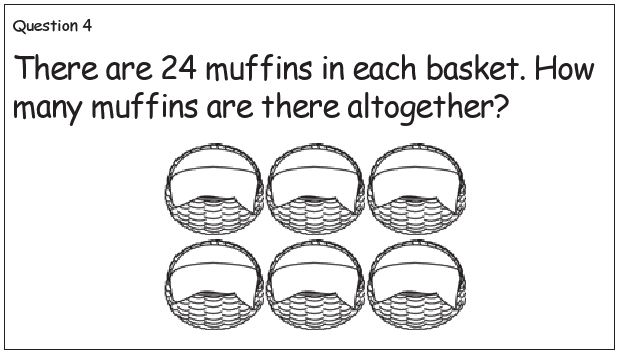 Question 4
There are 24 muffins in each basket. How
many muffins are there altogether?